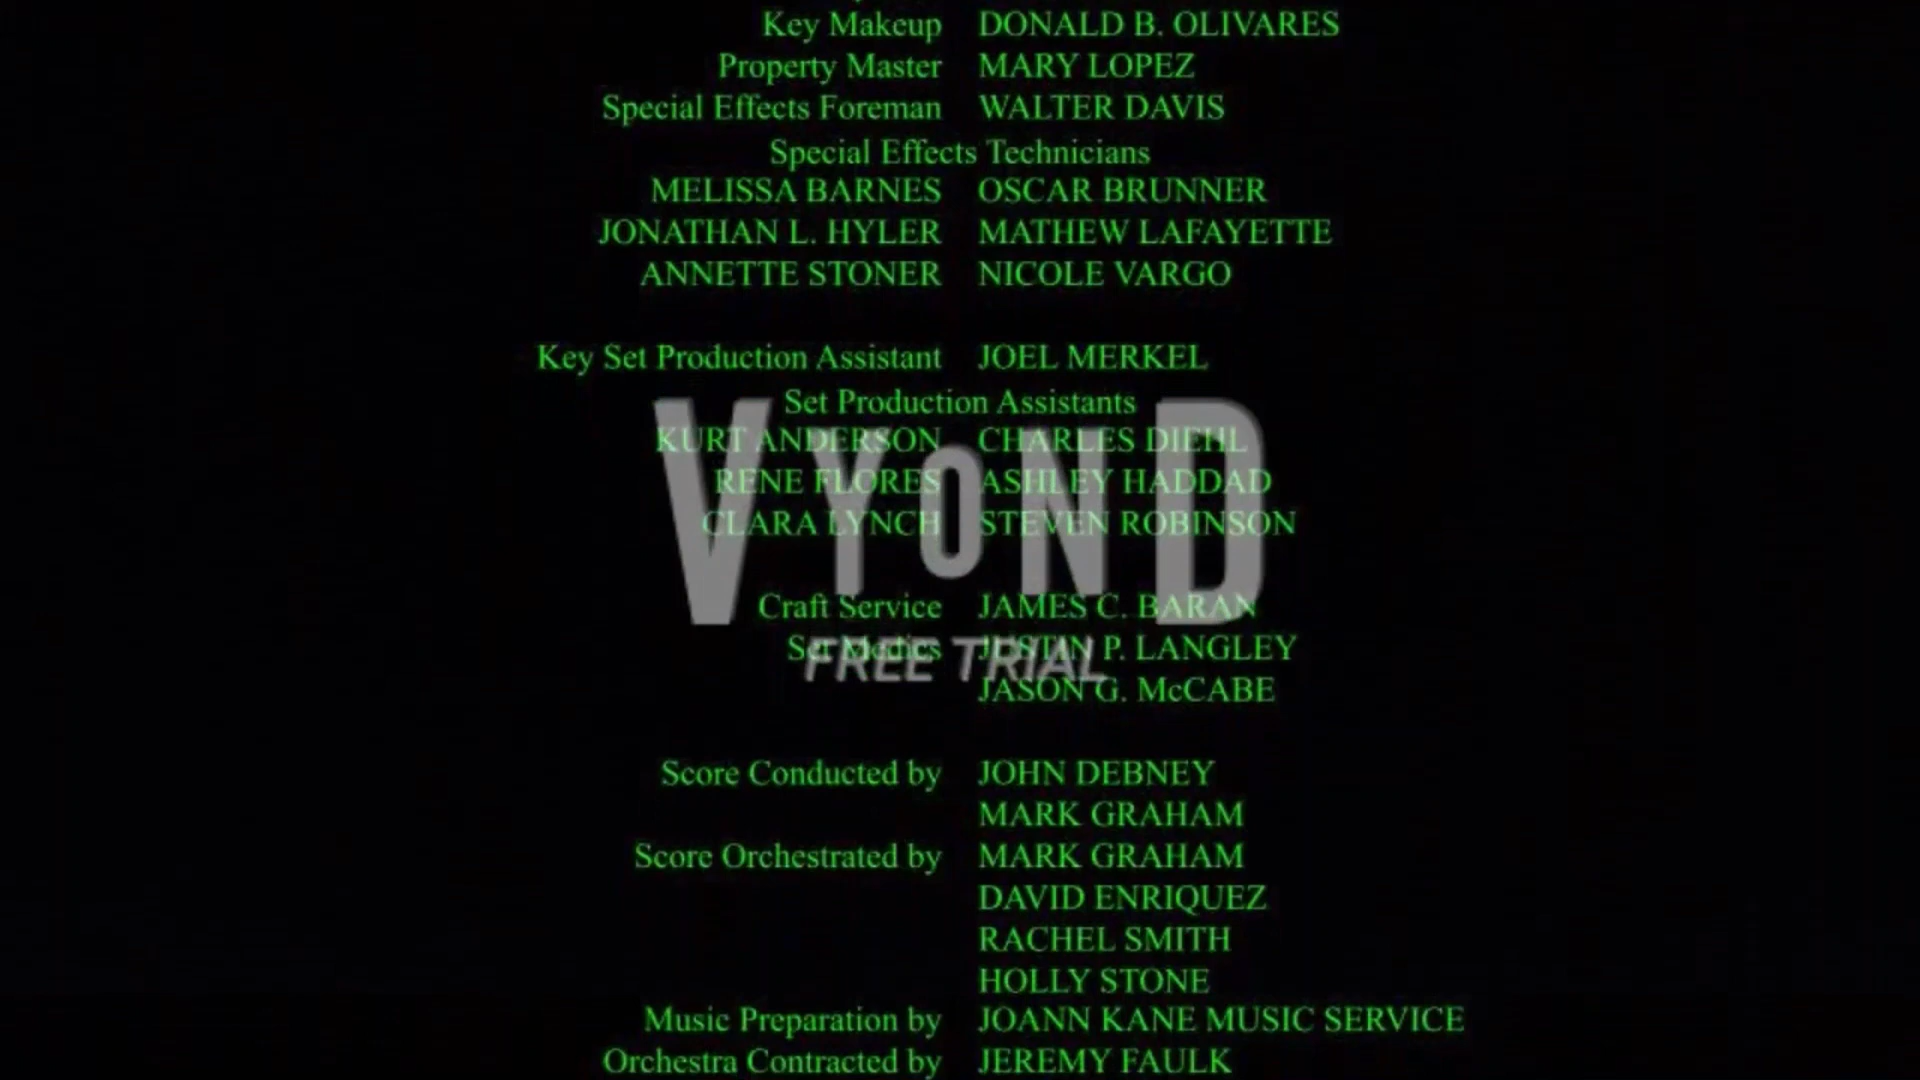 Key Makeup DONALD B. OLIVARES
Property Master MARY LOPEZ
Special Effects Foreman WALTER DAVIS
Special Effects Technicians
MELISSA BARNES OSCAR BRUNNER
JONATHAN L. HYLER MATHEW LAFAYETTE
ANNETTE STONER NICOLE VARGO
Key Set Production Assistant JOEL MERKEL
Set Production Assistants
KURT ANDERSON CHARLES DIEHL
RENE FLORES ASHLEY HADDAD
CLARA LYNCH STEVEN ROBINSON
VYOND
Craft Service JAMES C. BARAN
Set Medics JUSTIN P. LANGLEY
FREE TRIAL
JASON G. McCABE
Score Conducted by JOHN DEBNEY
MARK GRAHAM
Score Orchestrated by MARK GRAHAM
DAVID ENRIQUEZ
RACHEL SMITH
HOLLY STONE
Music Preparation by JOANN KANE MUSIC SERVICE
Orchestra Contracted by JEREMY FAULK